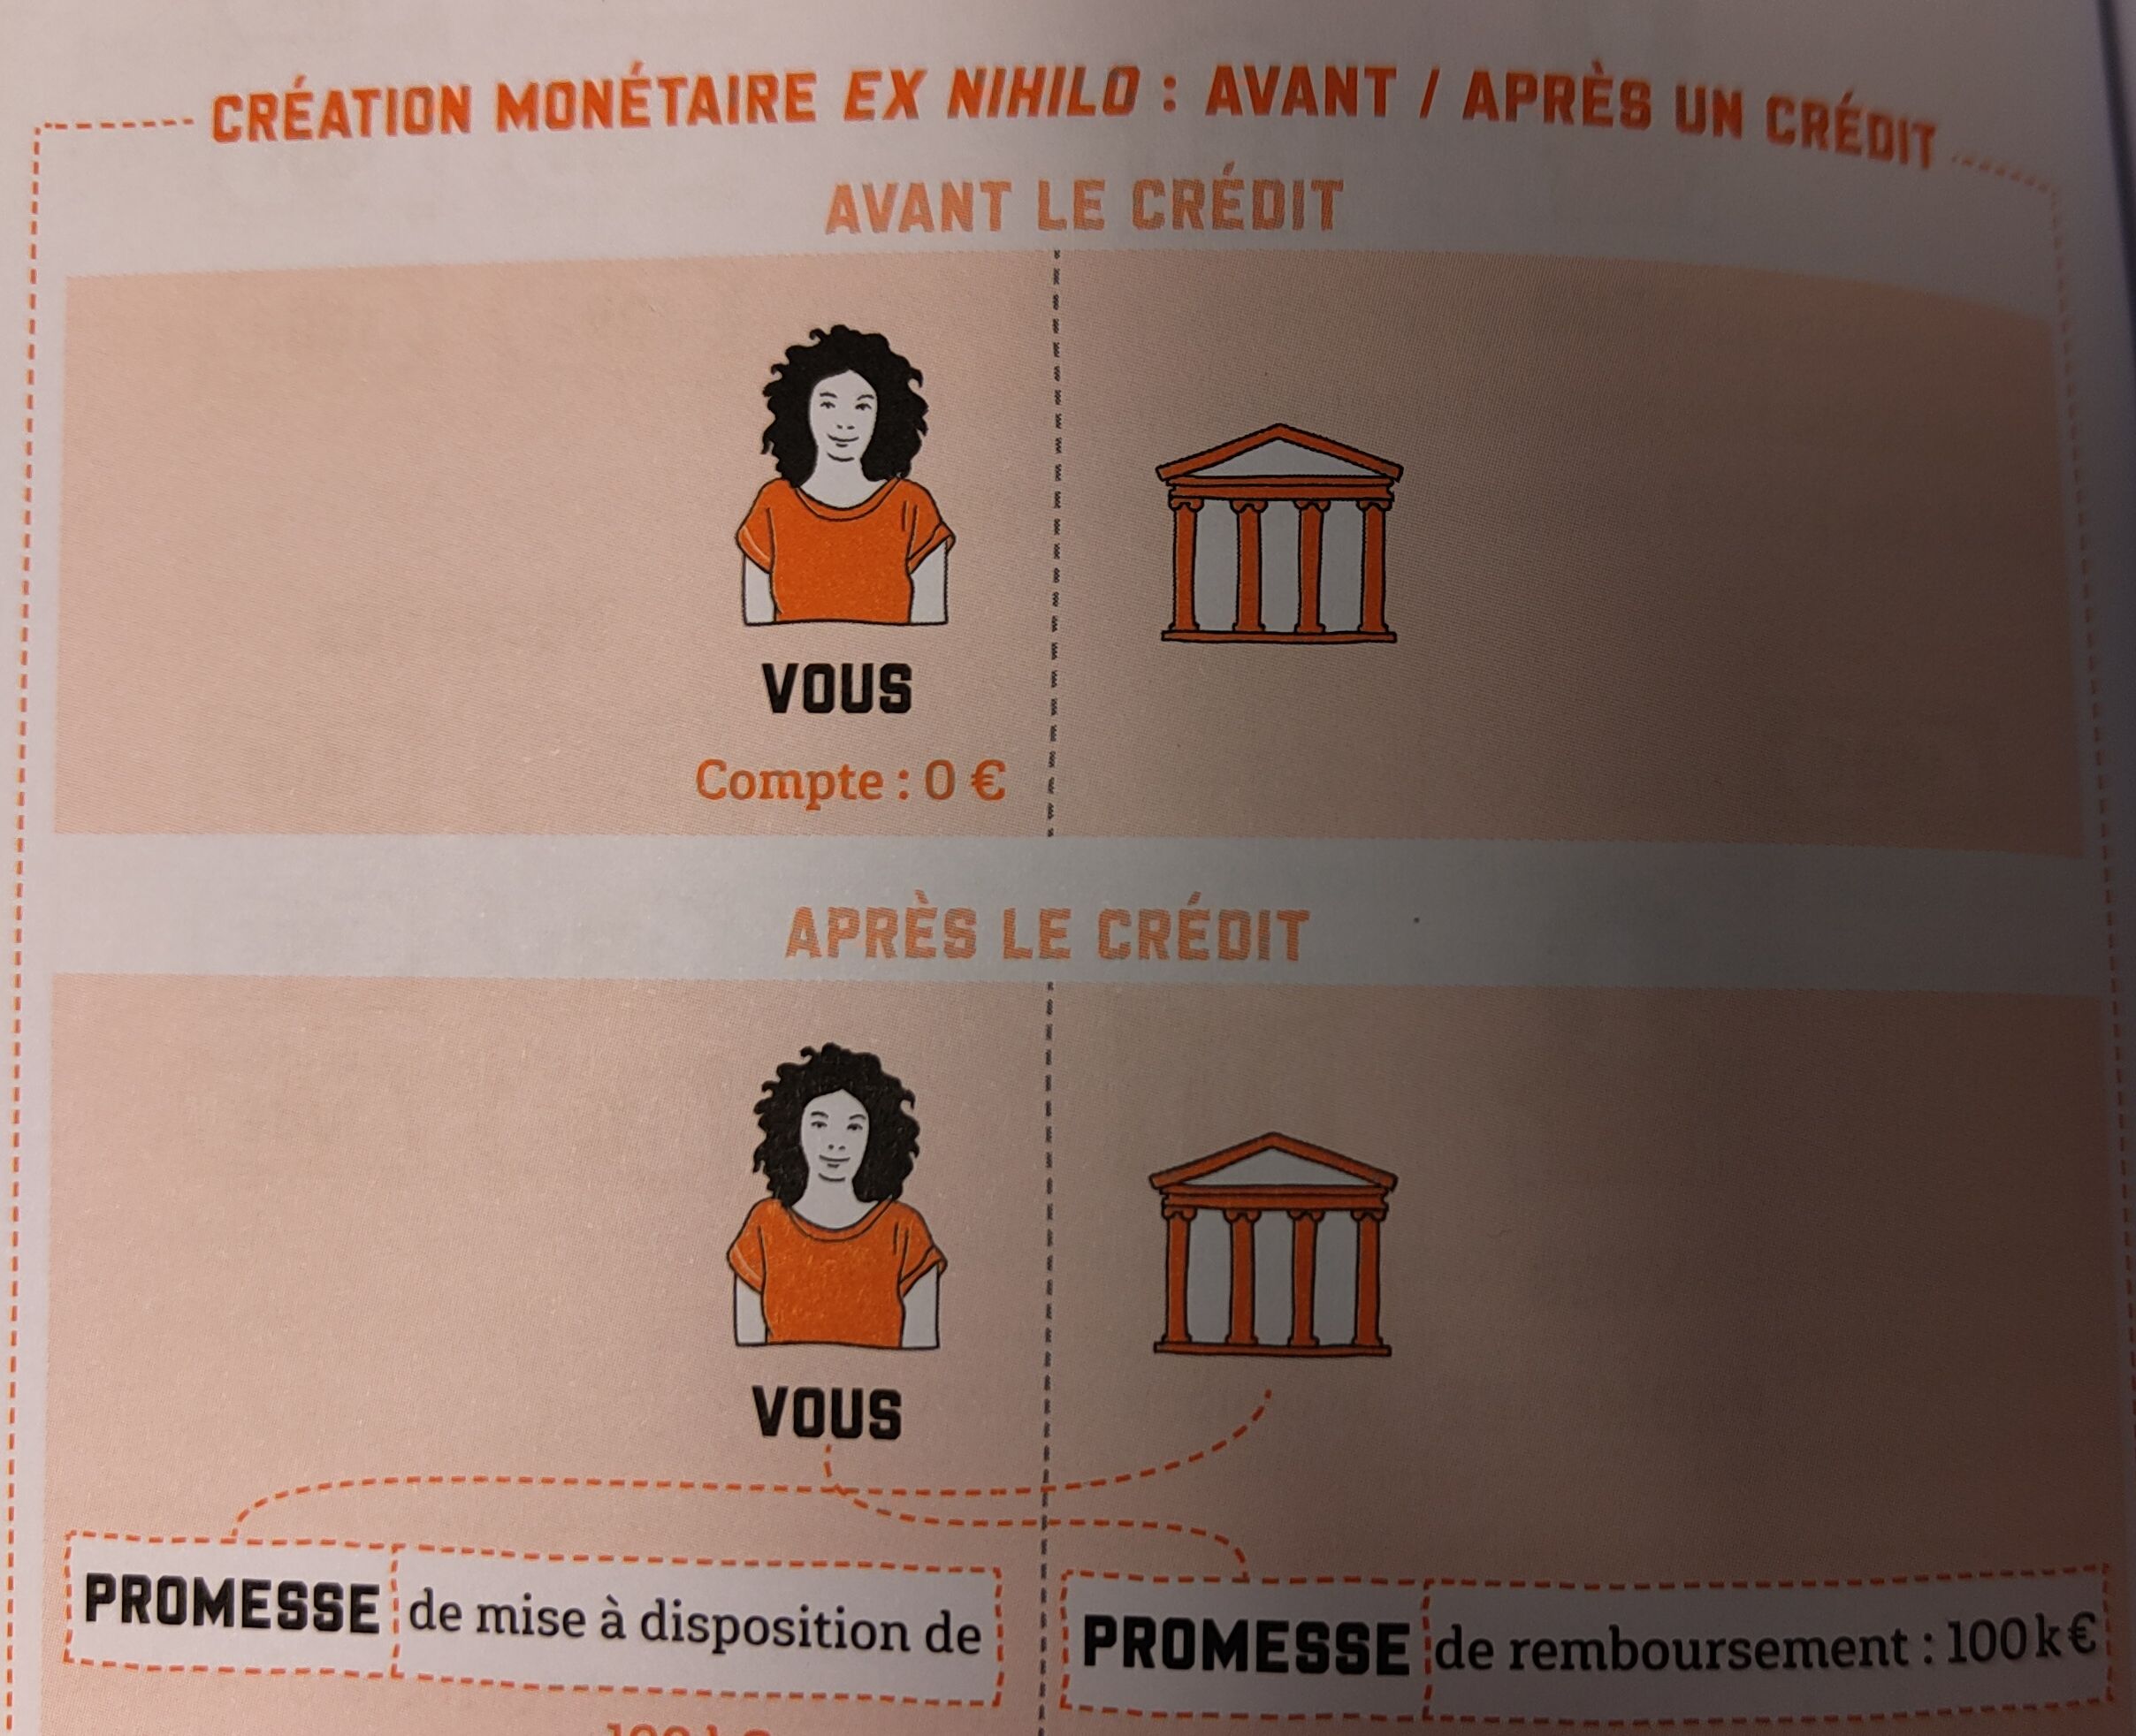 CRÉATION MONÉTAIRE EX NIHILO : AVANT / APRÈS UN CRÉDIT
AVANT LE CRÉDIT
VOUS
Compte : 0 €
APRÈS LE CRÉDIT
VOUS
PROMESSE de mise à disposition de
PROMESSE de remboursement : 100 k€